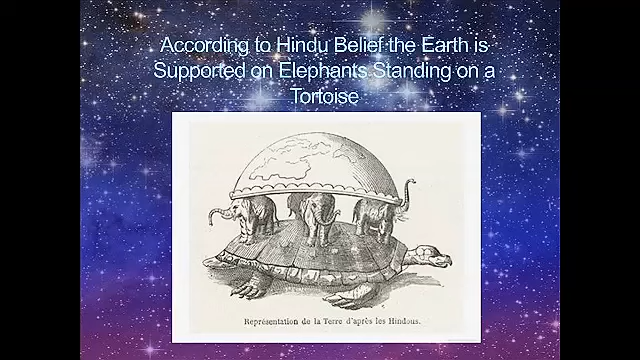 According to Hindu Belief the Earth is
Supported on Elephants Standing on a
Tortoise
Représentation de la Terre d'après les Hindous.